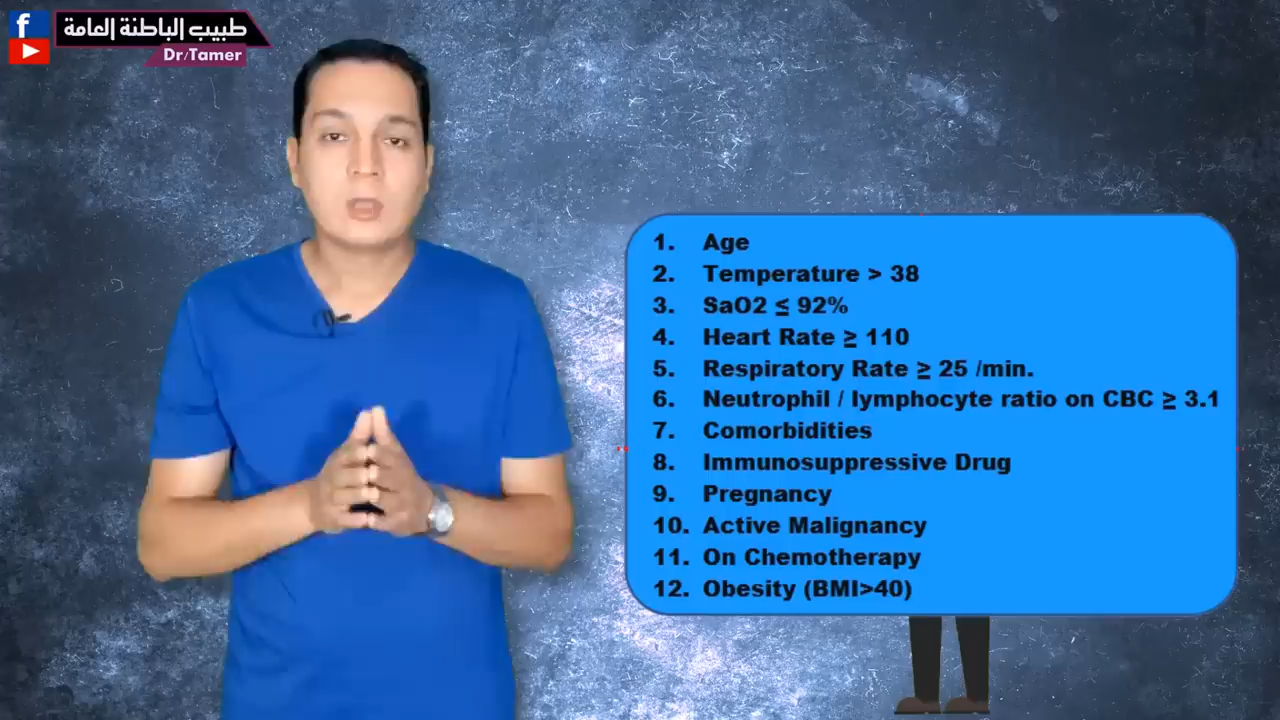 طبيب الباطنة العامة
Dr/Tamer
1. Age
2. Temperature > 38
3. SaO2 ≤ 92%
4. Heart Rate ≥ 110
5. Respiratory Rate ≥ 25 /min.
6. Neutrophil / lymphocyte ratio on CBC ≥ 3.1
7. Comorbidities
8. Immunosuppressive Drug
9. Pregnancy
10. Active Malignancy
11. On Chemotherapy
12. Obesity (BMI>40)